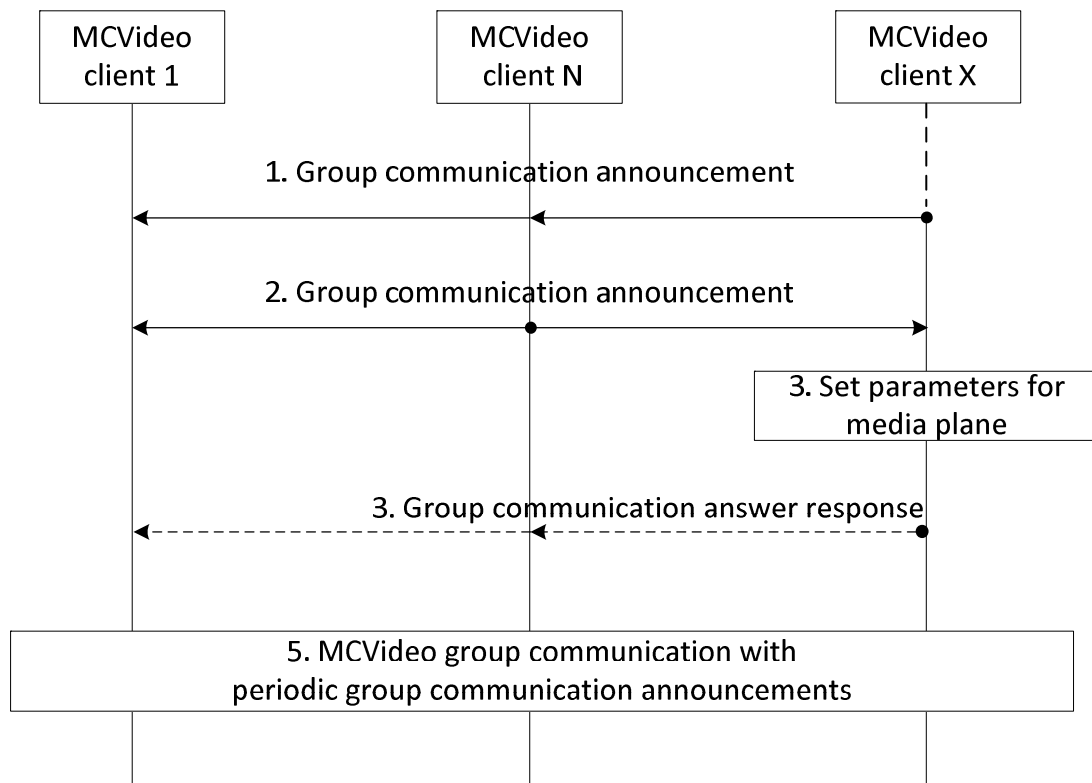 MCVideo
client 1
MCVideo
client N
MCVideo
client X
1. Group communication announcement
2. Group communication announcement
3. Set parameters for
media plane
3. Group communication answer response
5. MCVideo group communication with
periodic group communication announcements